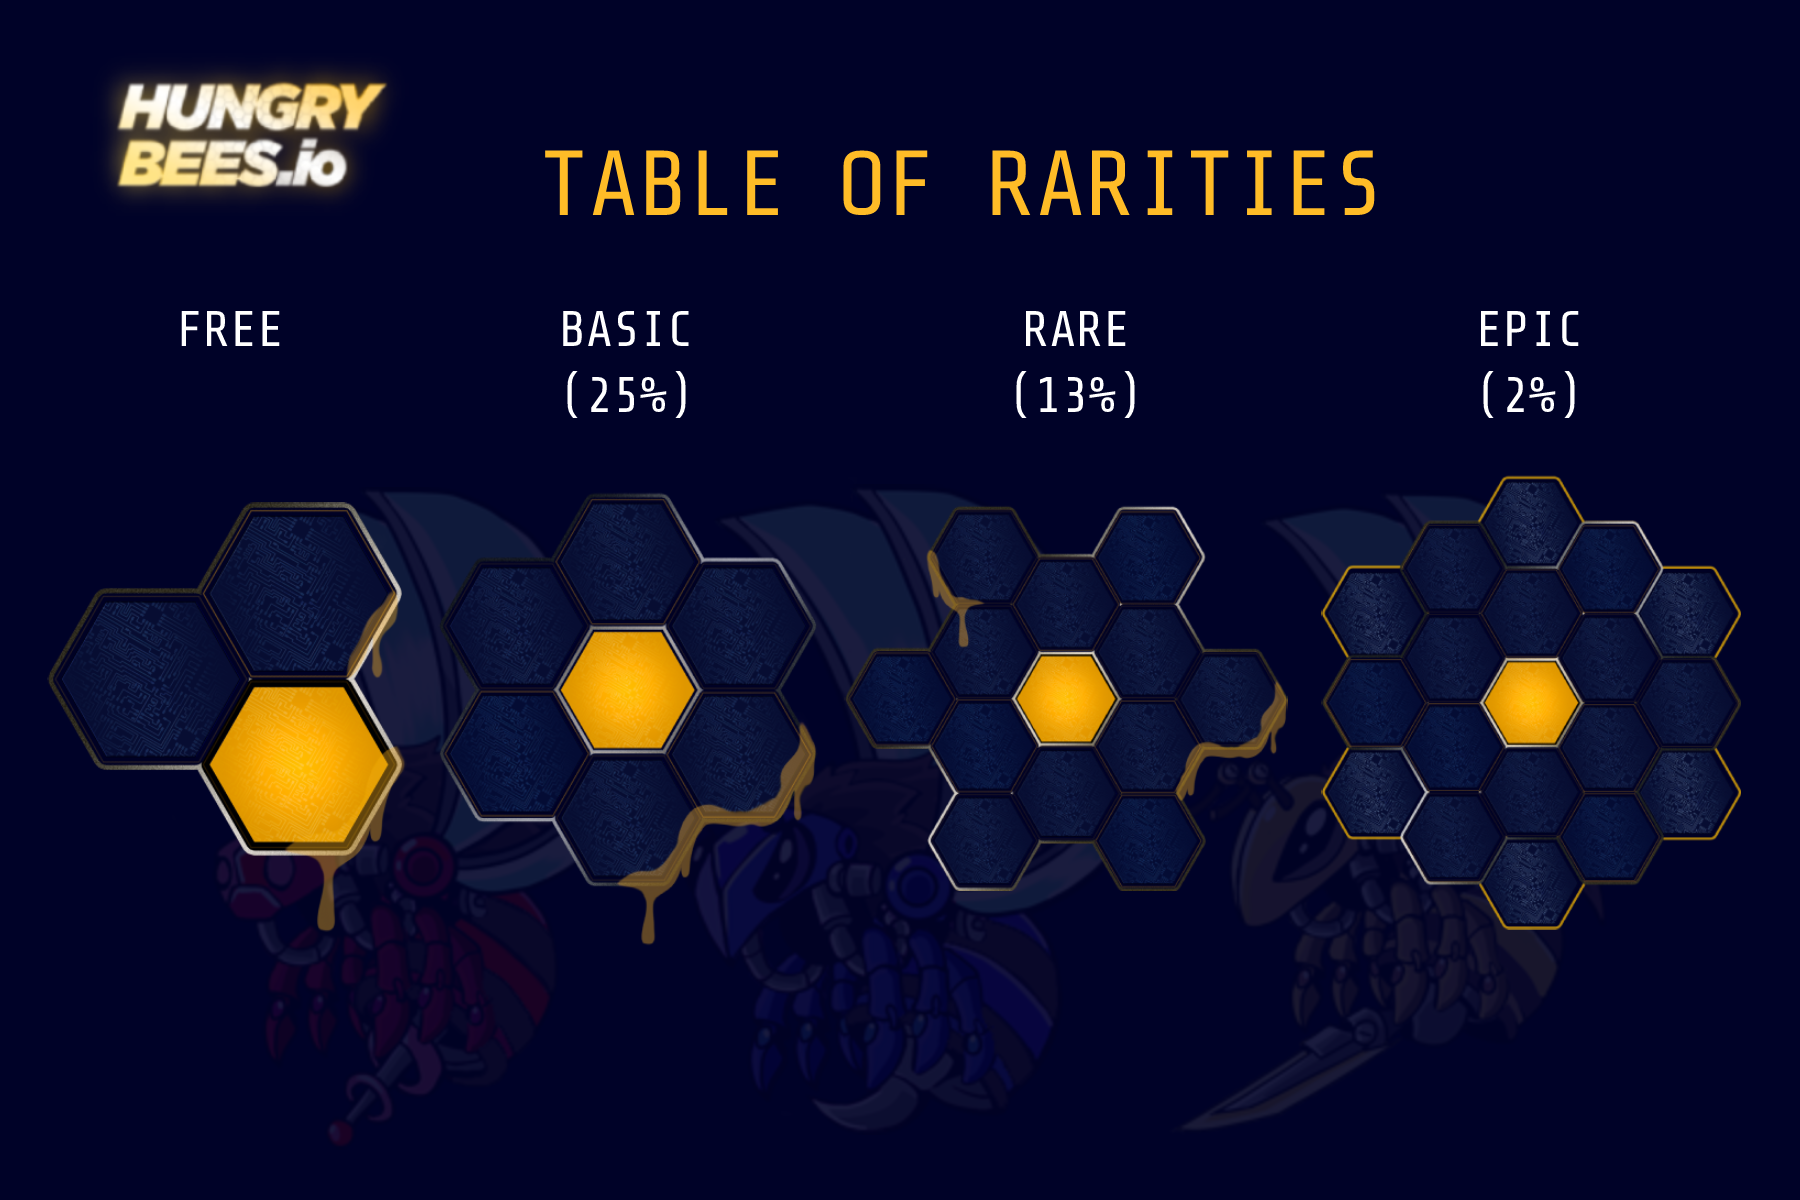 HUNGRY
BEES.io
TABLE OF RARITIES
FREE
BASIC
(25%)
RARE
(13%)
EPIC
(2%)